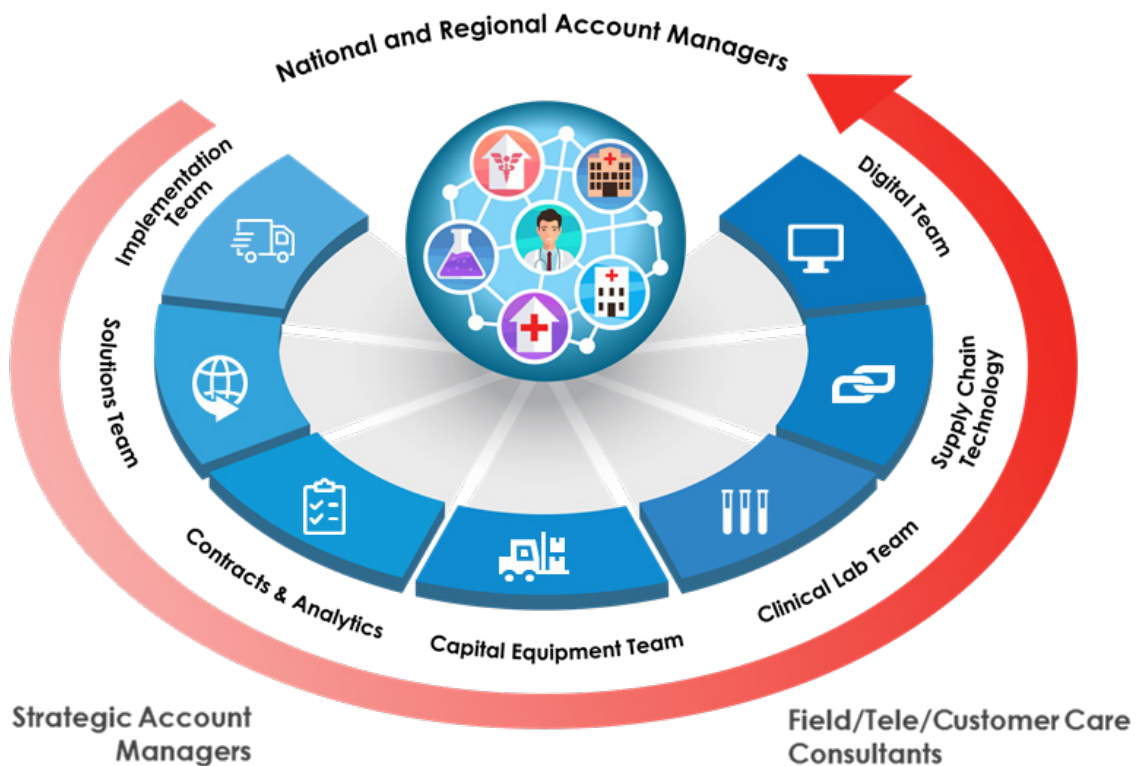 National and Regional Account Managers
Implementation
Team
Digital Team
Solutions Team
Supply Chain
Technology
Contracts & Analytics
Clinical Lab Team
Capital Equipment Team
Strategic Account
Managers
Field/Tele/Customer Care
Consultants